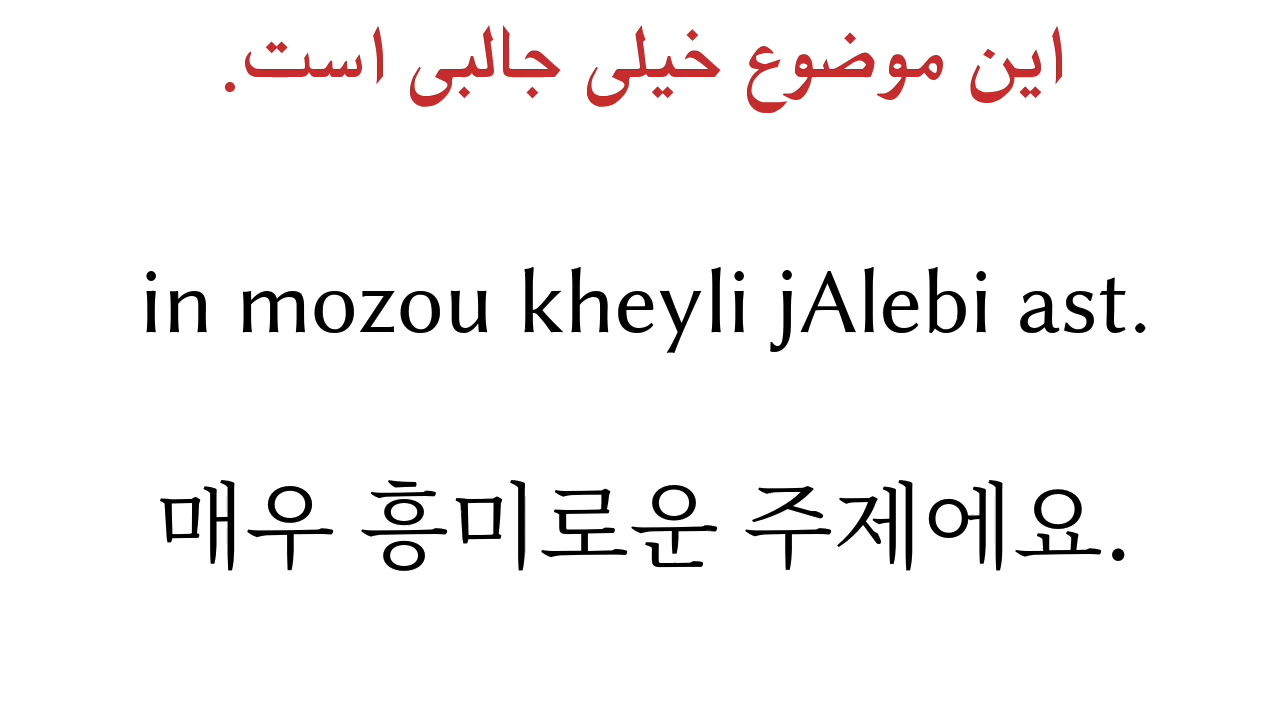 این موضوع خیلی جالبی است.
in mozou kheyli jAlebi ast.
매우 흥미로운 주제에요.